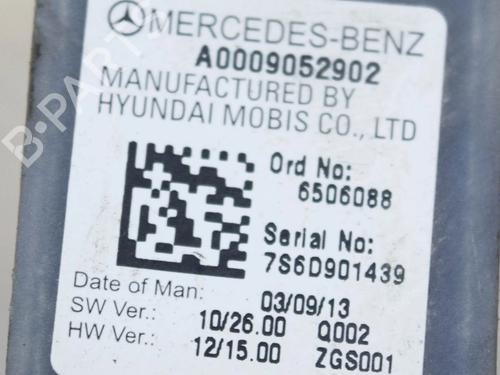 MERCEDES-BENZ
A0009052902
MANUFACTURED BY
HYUNDAI MOBIS CO., LTD
Ord No:
6506088
Serial No:
7S6D901439
Date of Man: 03/09/13
SW Ver.: 10/26.00 Q002
HW Ver.: 12/15.00 ZGS001